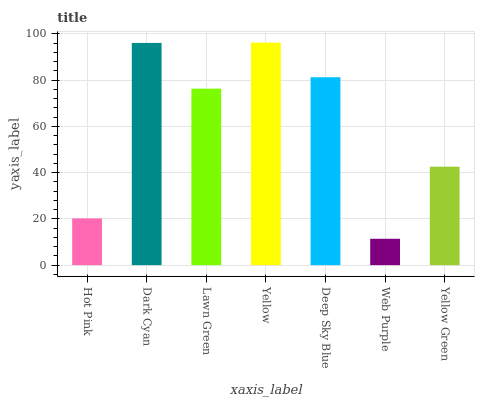 title
yaxis_label
100
80
60
40
20
0
Hot Pink
Dark Cyan
Lawn Green
Yellow
Deep Sky Blue
Web Purple
Yellow Green
xaxis_label